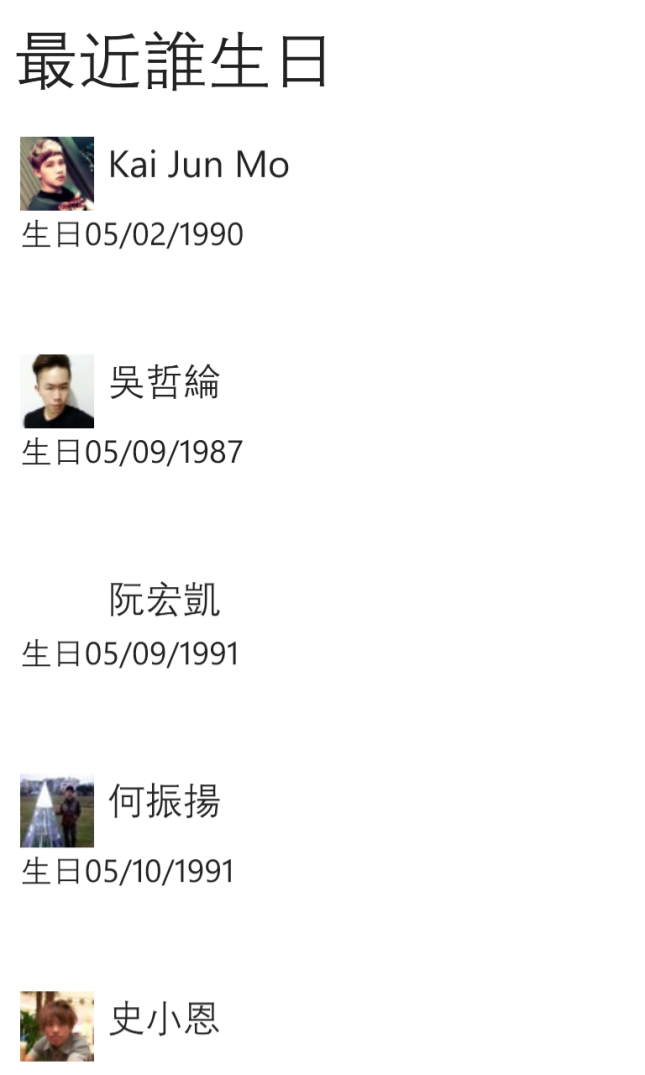 最近誰生日
Kai Jun Mo
生日05/02/1990
吳哲綸
生日05/09/1987
阮宏凱
生日05/09/1991
何振揚
生日05/10/1991
史小恩